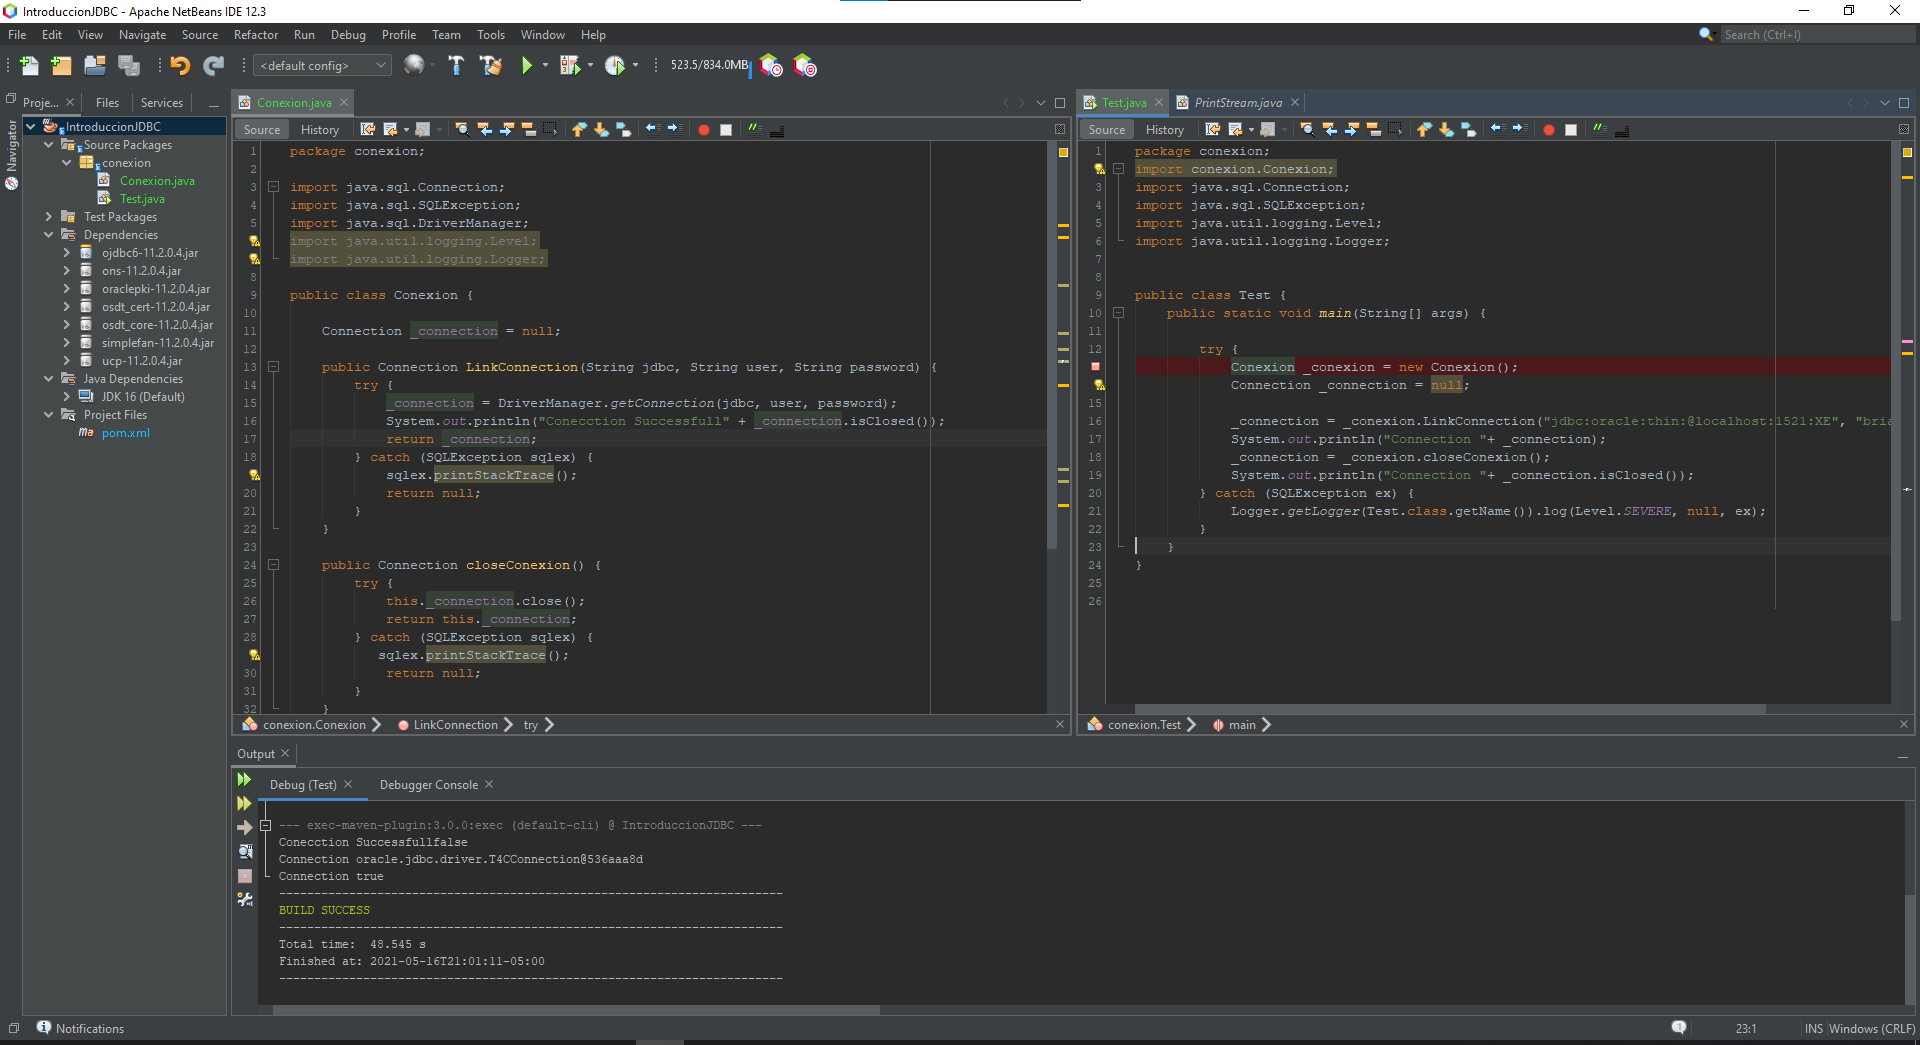 IntroduccionJDBC - Apache NetBeans IDE 12.3
File Edit View Navigate Source Refactor Run Debug Profile Team Tools Window Help
Search (Ctrl+I)
<default config>
523.5/834.0MB
Proje... Files Services
Navigator
IntroduccionJDBC
Source Packages
conexion
Conexion.java
Test.java
Test Packages
Dependencies
ojdbc6-11.2.0.4.jar
ons-11.2.0.4.jar
oraclepki-11.2.0.4.jar
osdt_cert-11.2.0.4.jar
osdt_core-11.2.0.4.jar
simplefan-11.2.0.4.jar
ucp-11.2.0.4.jar
Java Dependencies
JDK 16 (Default)
Project Files
pom.xml
Conexion.java
Source History
1 package conexion;
2
3 import java.sql.Connection;
4 import java.sql.SQLException;
5 import java.sql.DriverManager;
import java.util.logging.Level;
import java.util.logging.Logger;
8
9 public class Conexion {
10
11 Connection _connection = null;
12
13 public Connection LinkConnection(String jdbc, String user, String password) {
14 try {
15 _connection = DriverManager.getConnection(jdbc, user, password);
16 System.out.println("Conecction Successfull" + _connection.isClosed());
17 return _connection;
18 } catch (SQLException sqlex) {
sqlex.printStackTrace();
20 return null;
21 }
22 }
23
24 public Connection closeConexion() {
25 try {
26 this._connection.close();
27 return this._connection;
28 } catch (SQLException sqlex) {
sqlex.printStackTrace();
30 return null;
31 }
32 }
conexion.Conexion LinkConnection try
Test.java PrintStream.java
Source History
1 package conexion;
import conexion.Conexion;
3 import java.sql.Connection;
4 import java.sql.SQLException;
5 import java.util.logging.Level;
6 import java.util.logging.Logger;
7
8
9 public class Test {
10 public static void main(String[] args) {
11
12 try {
Conexion _conexion = new Conexion();
Connection _connection = null;
15
16 _connection = _conexion.LinkConnection("jdbc:oracle:thin:@localhost:1521:XE", "bria
17 System.out.println("Connection "+ _connection);
18 _connection = _conexion.closeConexion();
19 System.out.println("Connection "+ _connection.isClosed());
20 } catch (SQLException ex) {
21 Logger.getLogger(Test.class.getName()).log(Level.SEVERE, null, ex);
22 }
23 }
24 }
25
26
conexion.Test main
Output
Debug (Test) Debugger Console
--- exec-maven-plugin:3.0.0:exec (default-cli) @ IntroduccionJDBC ---
Conecction Successfullfalse
Connection oracle.jdbc.driver.T4CConnection@536aaa8d
Connection true
------------------------------------------------------------------------
BUILD SUCCESS
------------------------------------------------------------------------
Total time:  48.545 s
Finished at: 2021-05-16T21:01:11-05:00
------------------------------------------------------------------------
Notifications
23:1 INS Windows (CRLF)